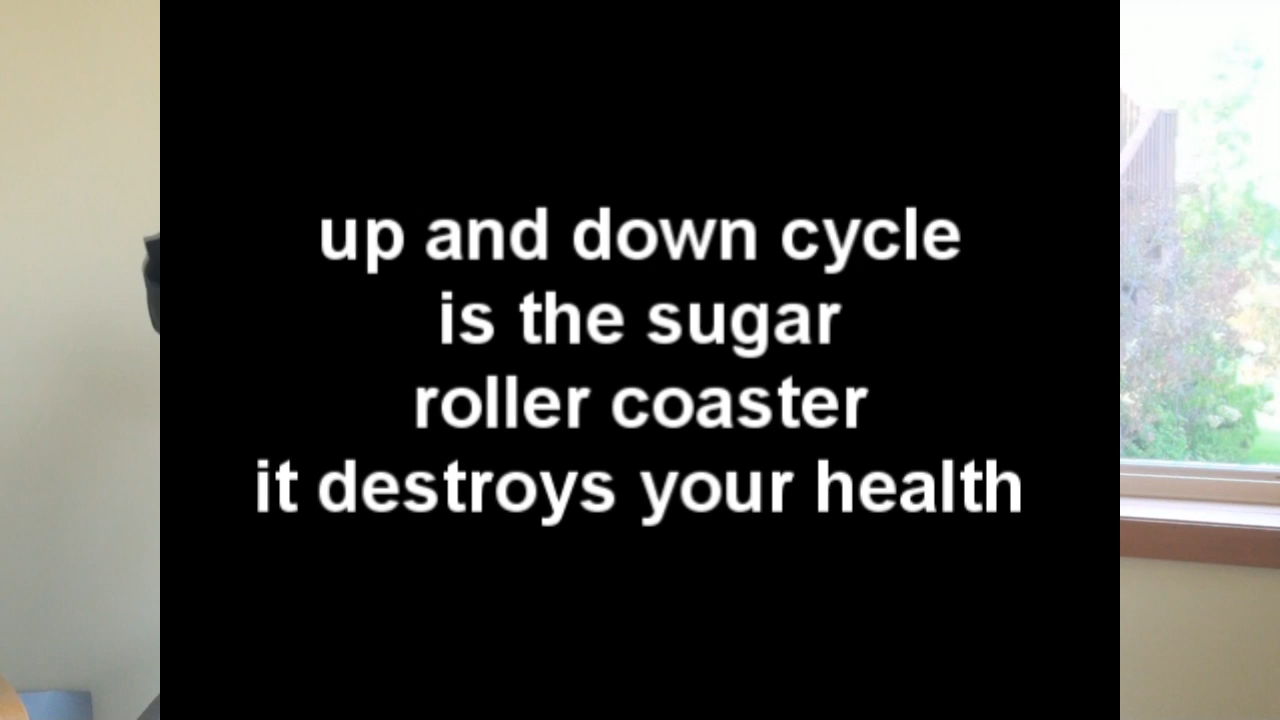 up and down cycle
is the sugar
roller coaster
it destroys your health